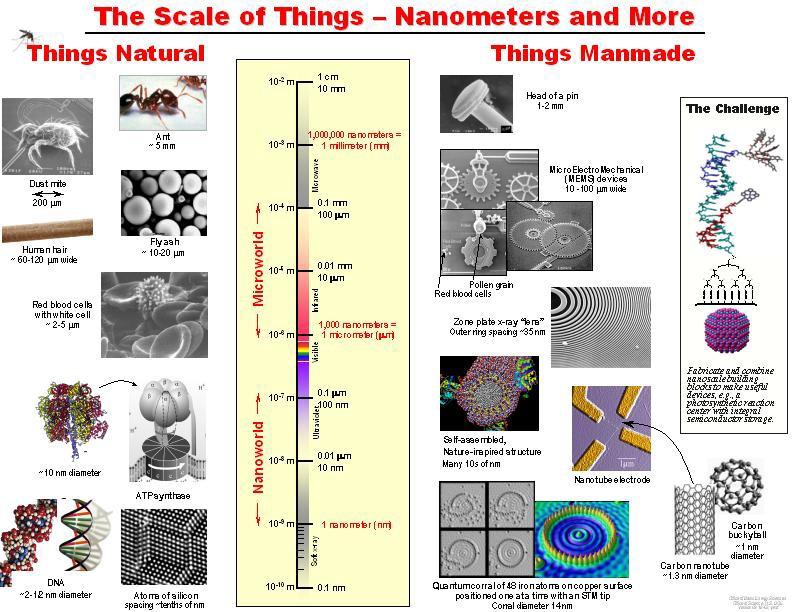 The Scale of Things – Nanometers and More
Things Natural
Things Manmade
Ant
~ 5 mm
Dust mite
200 µm
Human hair
~ 60-120 µm wide
Fly ash
~ 10-20 µm
Red blood cells
with white cell
~ 2-5 µm
~10 nm diameter
ATP synthase
DNA
~2-1/2 nm diameter
Atoms of silicon
spacing ~tenths of nm
10-2 m
1 cm
10 mm
10-3 m
1,000,000 nanometers =
1 millimeter (mm)
Microwave
10-4 m
0.1 mm
100 µm
Microworld
10-5 m
0.01 mm
10 µm
Infrared
10-6 m
1,000 nanometers =
1 micrometer (µm)
Visible
10-7 m
0.1 µm
100 nm
Ultraviolet
Nanoworld
10-8 m
0.01 µm
10 nm
10-9 m
1 nanometer (nm)
Soft x-ray
10-10 m
0.1 nm
Head of a pin
1-2 mm
MicroElectroMechanical
(MEMS) devices
10 -100 µm wide
Pollen grain
Red blood cells
Zone plate x-ray “lens”
Outer ring spacing ~35 nm
Self-assembled,
Nature-inspired structure
Many 10s of nm
1µm
Nanotube electrode
Carbon
buckyball
~1 nm
diameter
Carbon nanotube
~1.3 nm diameter
Quantum corral of 48 iron atoms on copper surface
positioned one at a time with an STM tip
Corral diameter 14 nm
The Challenge
Fabricate and combine
nanoscale building
blocks to make useful
devices, e.g., a
photosynthetic reaction
center with integral
semiconductor storage.